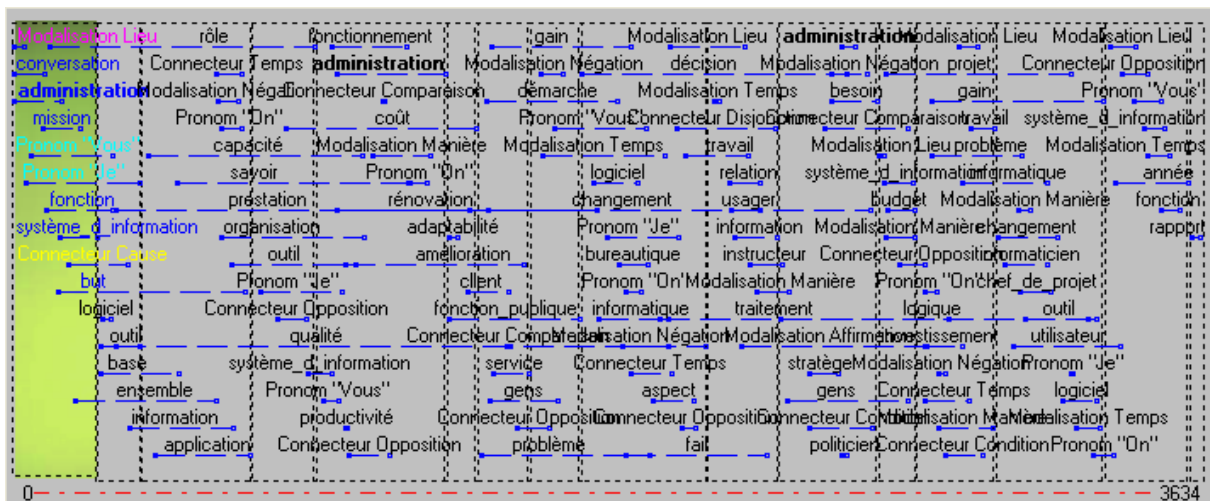 Modalisation Lieu rôle fonctionnement gain Modalisation Lieu administration Modalisation Lieu Modalisation Lieu
conversation Connecteur Temps administration Modalisation Négation décision Modalisation Négation projet Connecteur Opposition
administration Modalisation Négati Connecteur Comparaison démarche Modalisation Temps besoin gain Pronom "Vous"
mission Pronom "On" coût Pronom "Vous" Connecteur Disjonction Connecteur Comparaison travail système_d_information
Pronom "Vous" capacité Modalisation Manière Modalisation Temps travail Modalisation Lieu problème Modalisation Temps
Pronom "Je" savoir Pronom "On" logiciel relation système_d_information informatique année
fonction prestation rénovation changement usager budget Modalisation Manière fonction
système_d_information organisation adaptabilité Pronom "Je" information Modalisation Manière changement rapport
Connecteur Cause outil amélioration bureautique instructeur Connecteur Opposition informaticien
but Pronom "Je" client Pronom "On" Modalisation Manière Pronom "On" chef_de_projet
logiciel Connecteur Opposition fonction_publique informatique traitement logique outil
outil qualité Connecteur Comparaison Modalisation Négation Modalisation Affirmation investissement utilisateur
base système_d_information service Connecteur Temps stratège Modalisation Négation Pronom "Je"
ensemble Pronom "Vous" gens aspect gens Connecteur Temps logiciel
information productivité Connecteur Opposition Connecteur Opposition Connecteur Condition Modalisation Manière Modalisation Temps
application Connecteur Opposition problème fait politicien Connecteur Condition Pronom "On"
0 3634